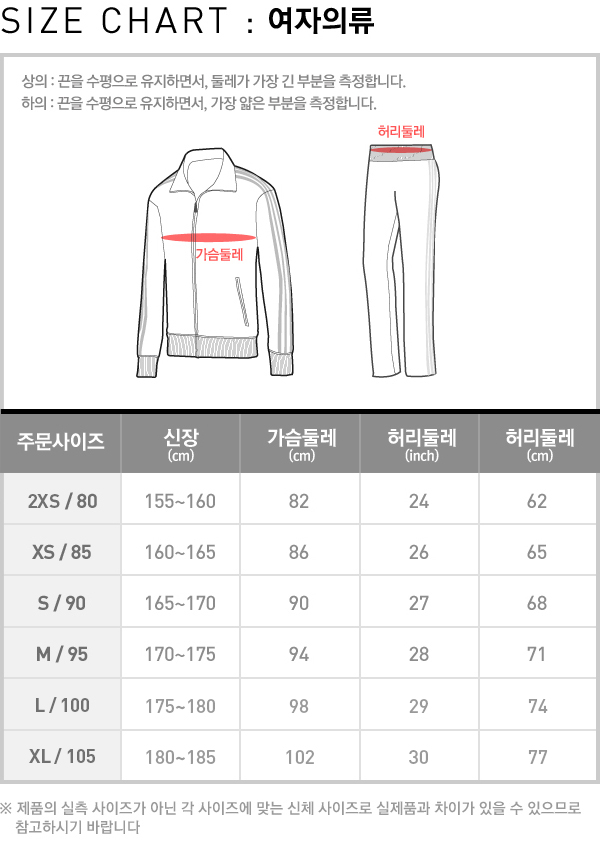 SIZE CHART : 여자의류
상의 : 끈을 수평으로 유지하면서, 둘레가 가장 긴 부분을 측정합니다.
하의 : 끈을 수평으로 유지하면서, 가장 얇은 부분을 측정합니다.
허리둘레
가슴둘레
주문사이즈 신장 (cm) 가슴둘레 (cm) 허리둘레 (inch) 허리둘레 (cm)
2XS / 80 155~160 82 24 62
XS / 85 160~165 86 26 65
S / 90 165~170 90 27 68
M / 95 170~175 94 28 71
L / 100 175~180 98 29 74
XL / 105 180~185 102 30 77
※ 제품의 실측 사이즈가 아닌 각 사이즈에 맞는 신체 사이즈로 실제품과 차이가 있을 수 있으므로
참고하시기 바랍니다